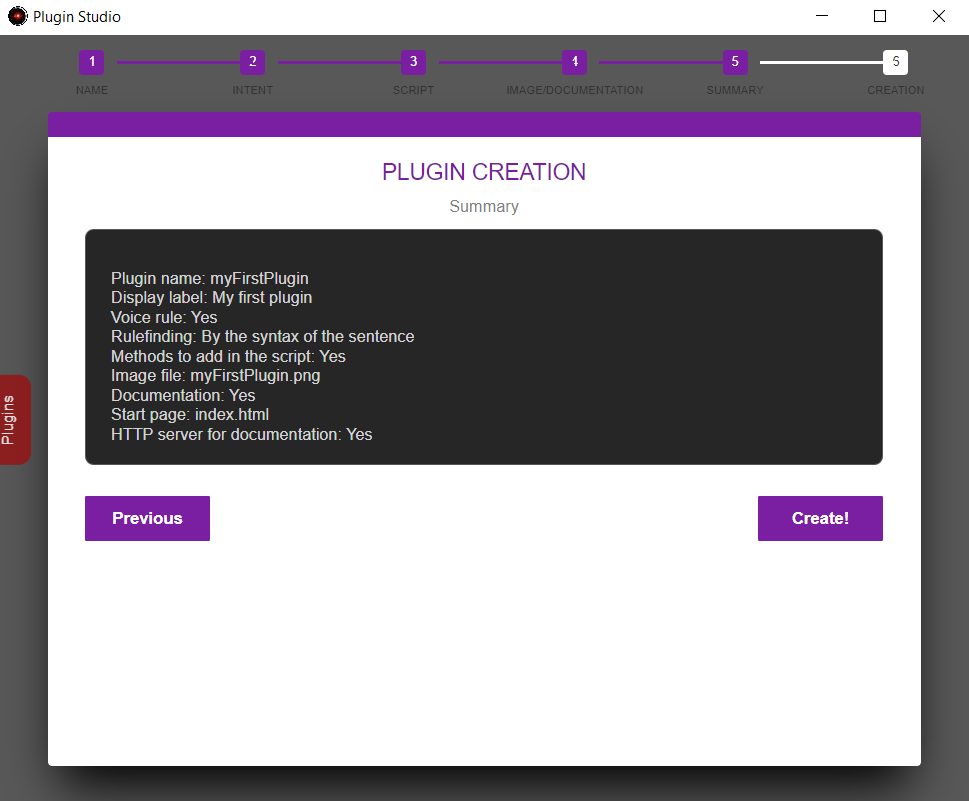 Plugin Studio
1 2 3 4 5 5
NAME INTENT SCRIPT IMAGE/DOCUMENTATION SUMMARY CREATION
PLUGIN CREATION
Summary
Plugin name: myFirstPlugin
Display label: My first plugin
Voice rule: Yes
Rulefinding: By the syntax of the sentence
Methods to add in the script: Yes
Image file: myFirstPlugin.png
Documentation: Yes
Start page: index.html
HTTP server for documentation: Yes
Plugins
Previous Create!